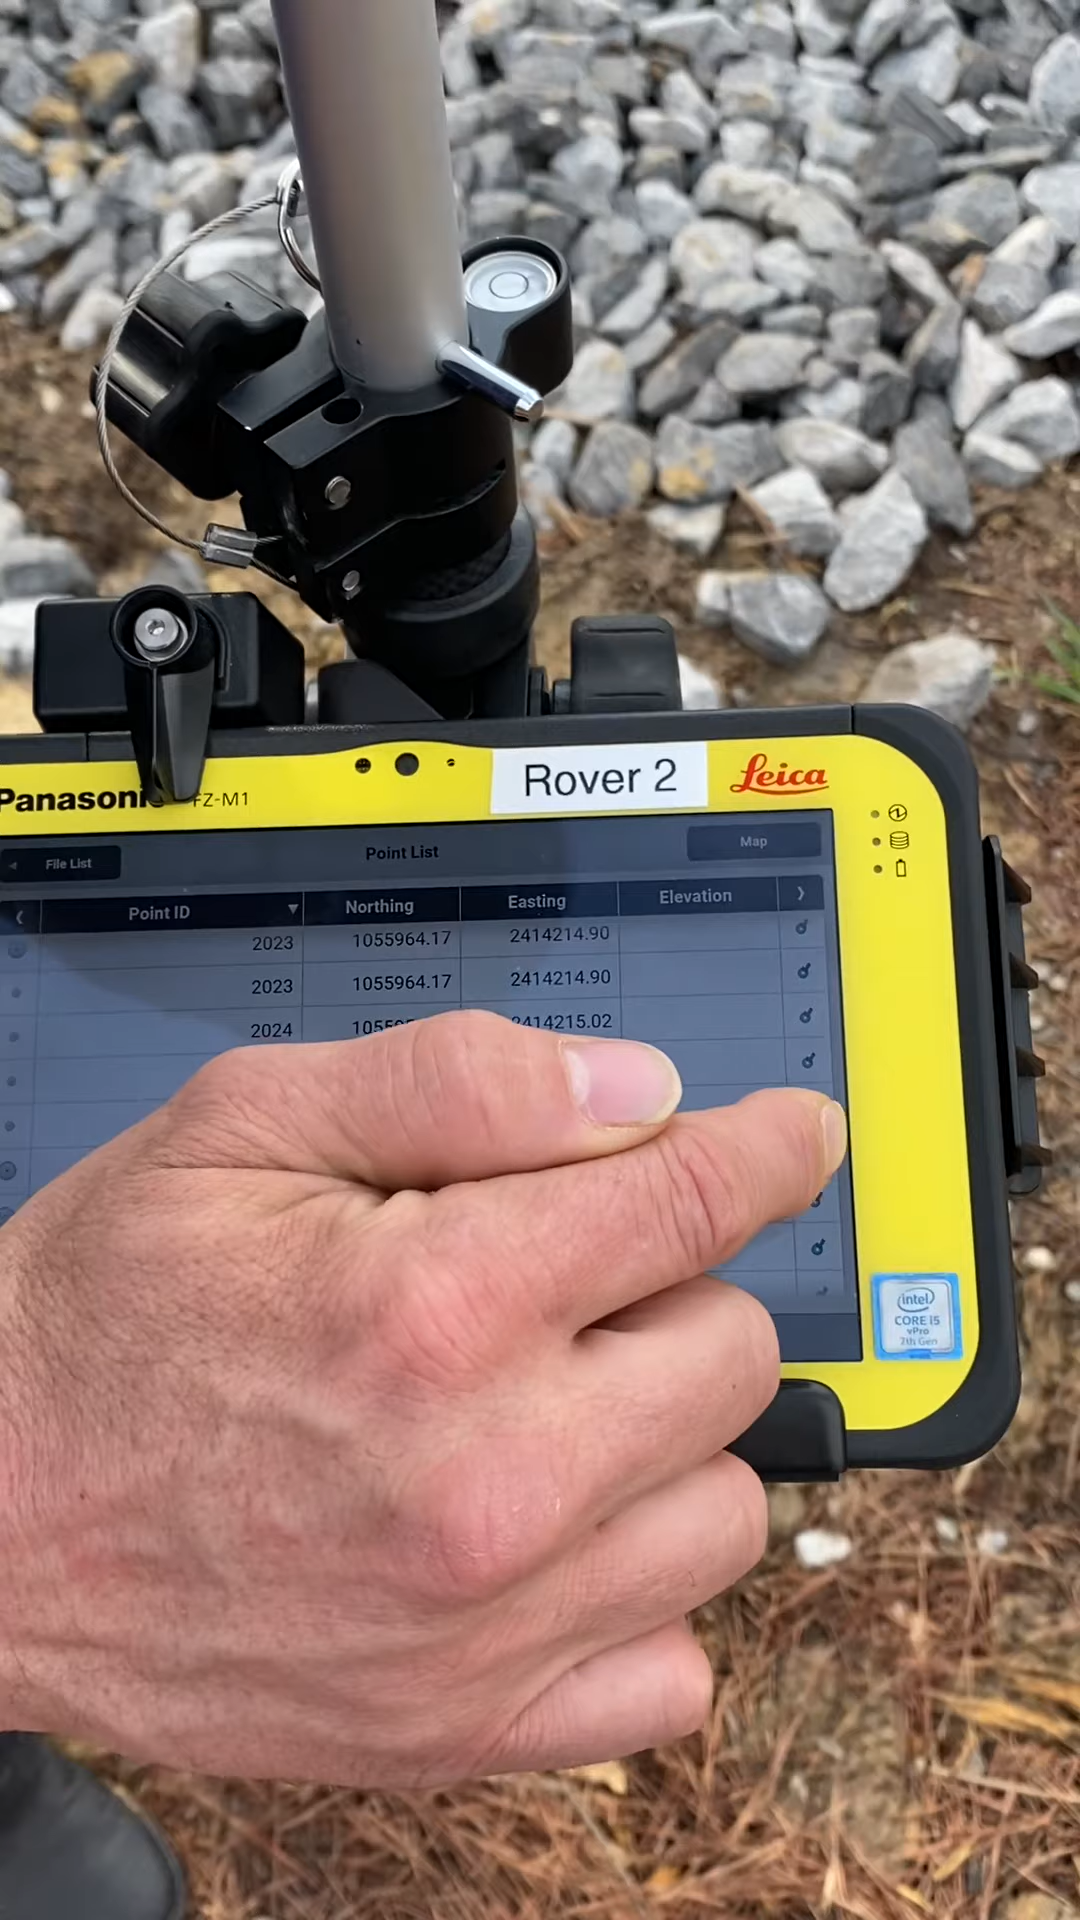 Rover 2
Leica
FZ-M1
File List
Point List
Map
Point ID Northing Easting Elevation
2023 1055964.17 2414214.90
2023 1055964.17 2414214.90
2024 2414215.02
intel
CORE i5
vPro
7th Gen